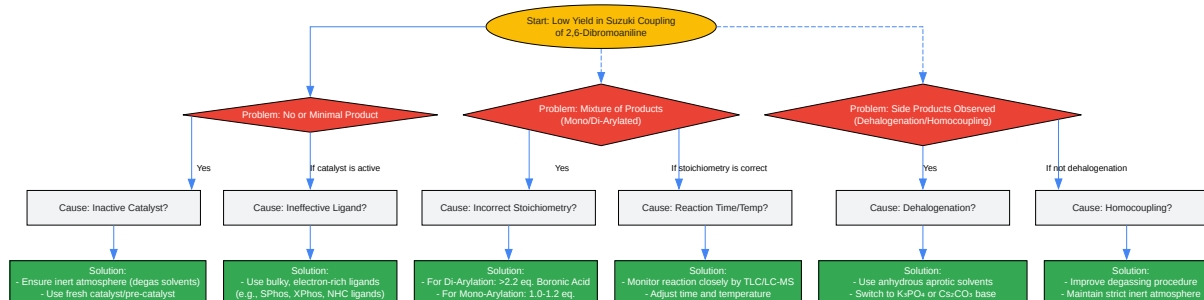 Start: Low Yield in Suzuki Coupling
of 2,6-Dibromoaniline
Problem: No or Minimal Product
Problem: Mixture of Products
(Mono/Di-Arylated)
Problem: Side Products Observed
(Dehalogenation/Homocoupling)
Yes
If catalyst is active
Yes
If stoichiometry is correct
Yes
If not dehalogenation
Cause: Inactive Catalyst?
Cause: Ineffective Ligand?
Cause: Incorrect Stoichiometry?
Cause: Reaction Time/Temp?
Cause: Dehalogenation?
Cause: Homocoupling?
Solution:
- Ensure inert atmosphere (degas solvents)
- Use fresh catalyst/pre-catalyst
Solution:
- Use bulky, electron-rich ligands
(e.g., SPhos, XPhos, NHC ligands)
Solution:
- For Di-Arylation: >2.2 eq. Boronic Acid
- For Mono-Arylation: 1.0-1.2 eq.
Solution:
- Monitor reaction closely by TLC/LC-MS
- Adjust time and temperature
Solution:
- Use anhydrous aprotic solvents
- Switch to K₃PO₄ or Cs₂CO₃ base
Solution:
- Improve degassing procedure
- Maintain strict inert atmosphere